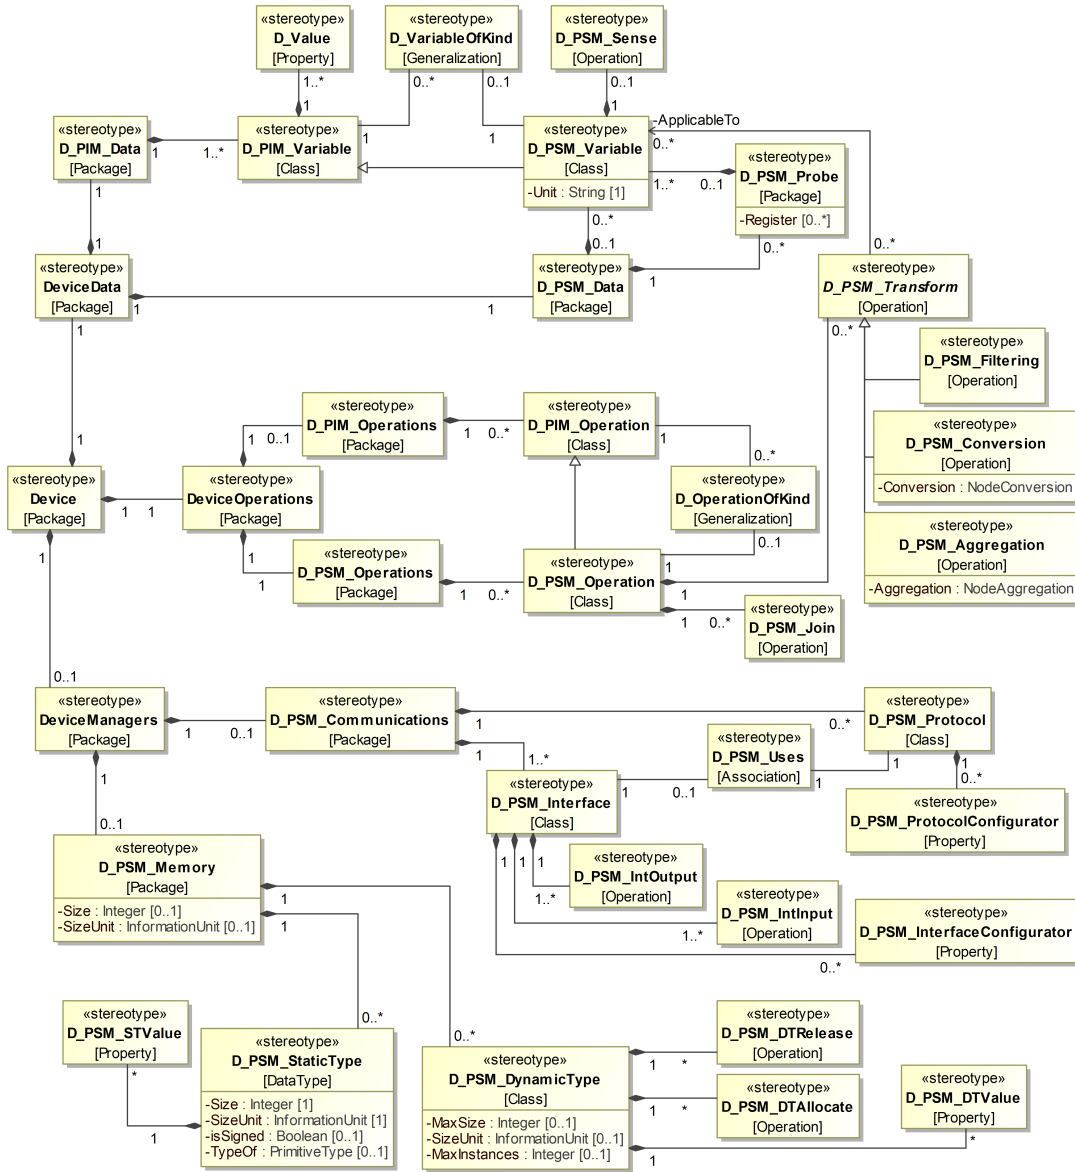 «stereotype»
D_Value
[Property]
«stereotype»
D_VariableOfKind
[Generalization]
«stereotype»
D_PSM_Sense
[Operation]
1..*
1
0..*
0..1
0..1
1
«stereotype»
D_PIM_Data
[Package]
1
1..*
«stereotype»
D_PIM_Variable
[Class]
1
1
«stereotype»
D_PSM_Variable
[Class]
-Unit : String [1]
-ApplicableTo
0..*
1..*
0..1
«stereotype»
D_PSM_Probe
[Package]
-Register [0..*]
1
1
0..*
0..1
0..*
0..*
«stereotype»
DeviceData
[Package]
1
1
«stereotype»
D_PSM_Data
[Package]
1
«stereotype»
D_PSM_Transform
[Operation]
1
0..*
«stereotype»
D_PSM_Filtering
[Operation]
«stereotype»
D_PSM_Conversion
[Operation]
-Conversion : NodeConversion
«stereotype»
D_PSM_Aggregation
[Operation]
-Aggregation : NodeAggregation
«stereotype»
D_PIM_Operations
[Package]
1
0..*
«stereotype»
D_PIM_Operation
[Class]
1
1
1
0..1
0..*
«stereotype»
Device
[Package]
1
1
«stereotype»
DeviceOperations
[Package]
«stereotype»
D_OperationOfKind
[Generalization]
0..1
1
1
1
«stereotype»
D_PSM_Operations
[Package]
1
0..*
«stereotype»
D_PSM_Operation
[Class]
1
1
1
0..*
«stereotype»
D_PSM_Join
[Operation]
0..1
«stereotype»
DeviceManagers
[Package]
1
0..1
«stereotype»
D_PSM_Communications
[Package]
1
0..*
«stereotype»
D_PSM_Protocol
[Class]
1
1..*
1
1
0..*
«stereotype»
D_PSM_Uses
[Association]
1
«stereotype»
D_PSM_Interface
[Class]
1
0..1
«stereotype»
D_PSM_ProtocolConfigurator
[Property]
1
0..1
1
1
1
«stereotype»
D_PSM_Memory
[Package]
-Size : Integer [0..1]
-SizeUnit : InformationUnit [0..1]
1
1
«stereotype»
D_PSM_IntOutput
[Operation]
1..*
«stereotype»
D_PSM_IntInput
[Operation]
1..*
«stereotype»
D_PSM_InterfaceConfigurator
[Property]
0..*
«stereotype»
D_PSM_STValue
[Property]
*
1
0..*
«stereotype»
D_PSM_StaticType
[DataType]
-Size : Integer [1]
-SizeUnit : InformationUnit [1]
-isSigned : Boolean [0..1]
-TypeOf : PrimitiveType [0..1]
0..*
«stereotype»
D_PSM_DynamicType
[Class]
-MaxSize : Integer [0..1]
-SizeUnit : InformationUnit [0..1]
-MaxInstances : Integer [0..1]
1
*
«stereotype»
D_PSM_DTRelease
[Operation]
1
*
«stereotype»
D_PSM_DTAllocate
[Operation]
«stereotype»
D_PSM_DTValue
[Property]
1
*